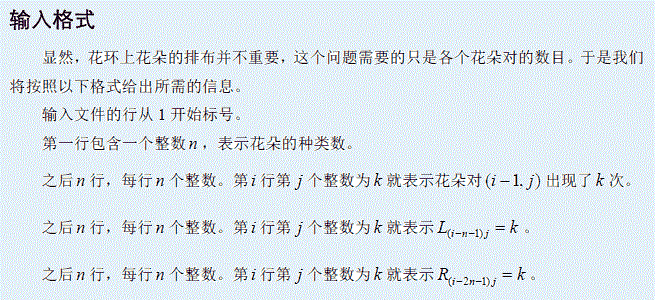 输入格式
显然，花环上花朵的排布并不重要，这个问题需要的只是各个花朵对的数目。于是我们
将按照以下格式给出所需的信息。
输入文件的行从 1 开始标号。
第一行包含一个整数 n ，表示花朵的种类数。
之后 n 行，每行 n 个整数。第 i 行第 j 个整数为 k 就表示花朵对 (i−1, j) 出现了 k 次。
之后 n 行，每行 n 个整数。第 i 行第 j 个整数为 k 就表示 L_{(i−n−1) j} = k 。
之后 n 行，每行 n 个整数。第 i 行第 j 个整数为 k 就表示 R_{(i−2n−1) j} = k 。